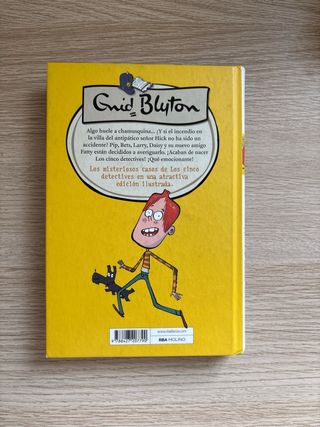 Enid Blyton
Algo huele a chamusquina... ¿Y si el incendio en
la villa del antipático señor Hick no ha sido un
accidente? Pip, Bets, Larry, Daisy y su nuevo amigo
Fatty están decididos a averiguarlo. ¡Acaban de nacer
Los cinco detectives! ¡Qué emocionante!
Los misteriosos casos de Los cinco
detectives en una atractiva
edición ilustrada.
RBA MOLINO